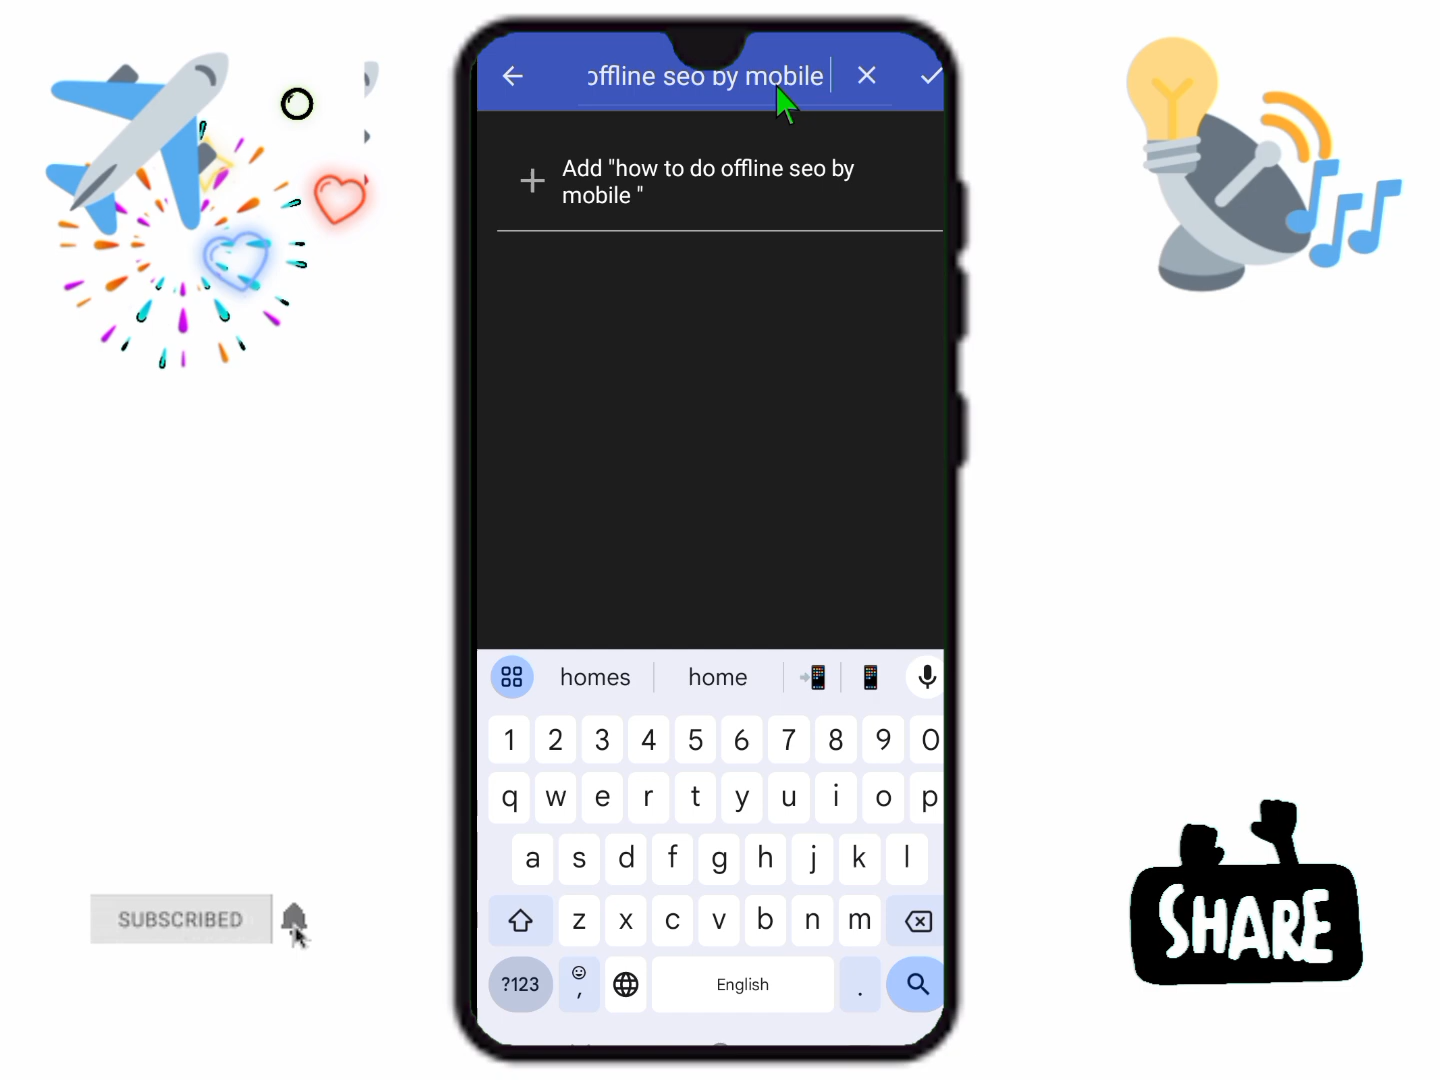 offline seo by mobile
Add "how to do offline seo by
mobile "
homes home
1 2 3 4 5 6 7 8 9 0
q w e r t y u i o p
a s d f g h j k l
z x c v b n m
?123 , English .
SUBSCRIBED
SHARE